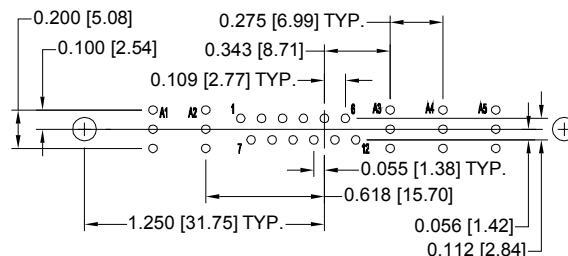 0.200 [5.08]
0.275 [6.99] TYP.
0.100 [2.54]
0.343 [8.71]
0.109 [2.77] TYP.
A1 A2 1 6 A3 A4 A5
7 12
0.055 [1.38] TYP.
0.618 [15.70]
1.250 [31.75] TYP.
0.056 [1.42]
0.112 [2.84]